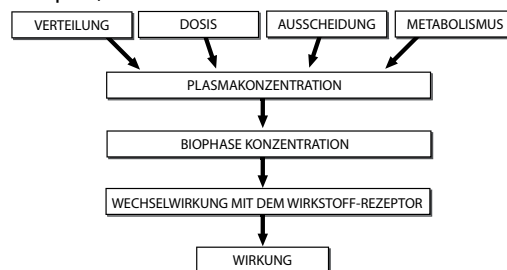 VERTEILUNG
DOSIS
AUSSCHEIDUNG
METABOLISMUS
PLASMAKONZENTRATION
BIOPHASE KONZENTRATION
WECHSELWIRKUNG MIT DEM WIRKSTOFF-REZEPTOR
WIRKUNG